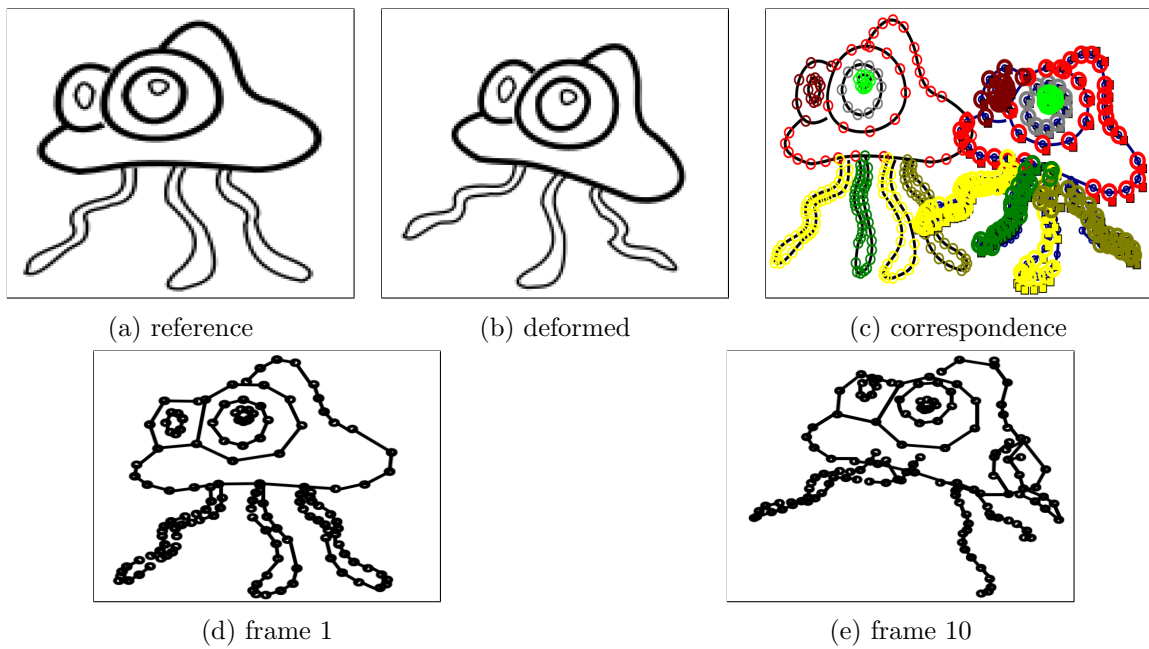 (a) reference
(b) deformed
(c) correspondence
(d) frame 1
(e) frame 10